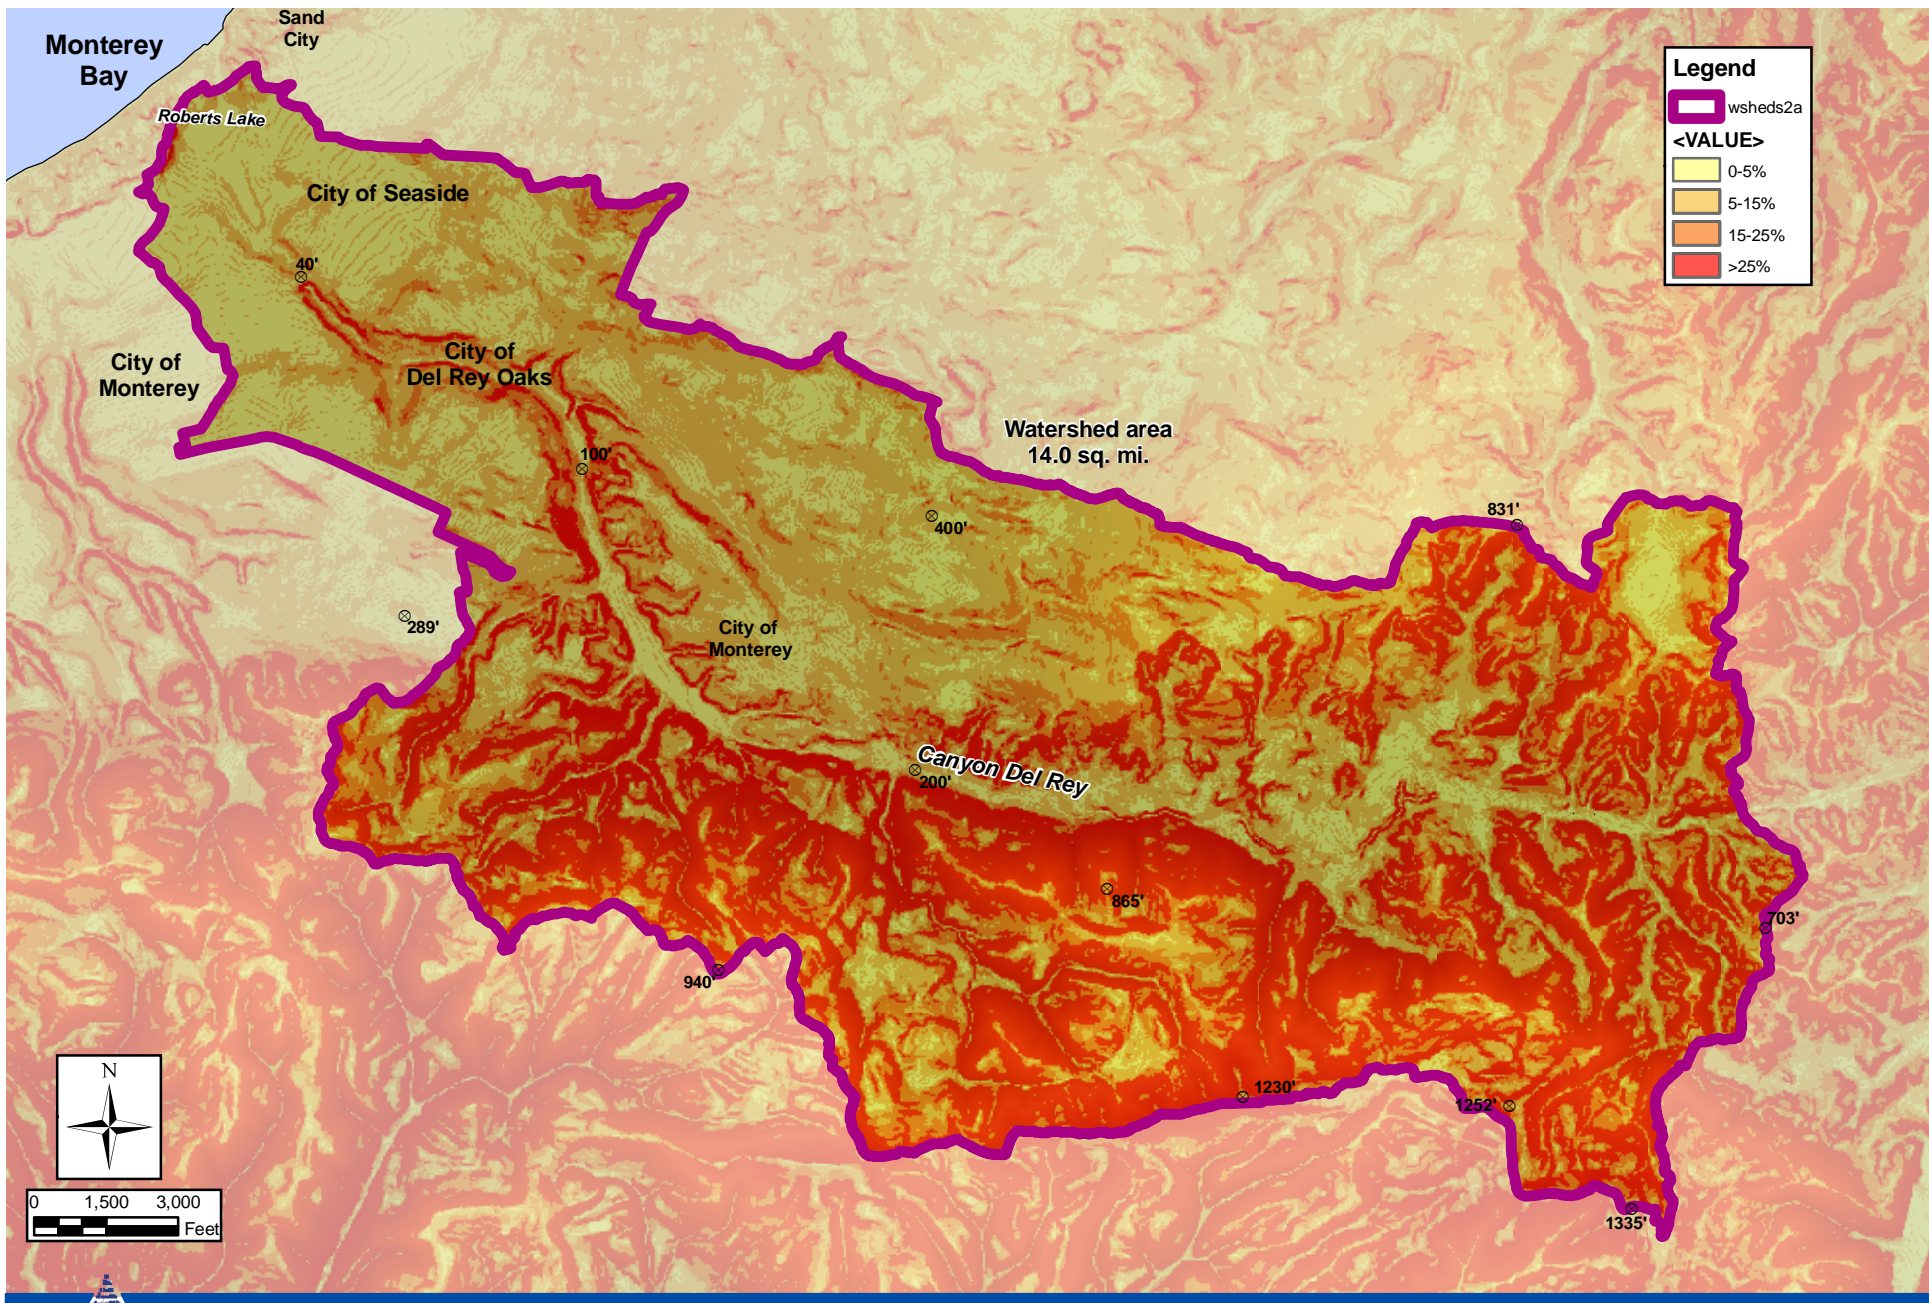 Sand
City
Monterey
Bay
Roberts Lake
City of Seaside
40'
City of
Monterey
City of
Del Rey Oaks
100'
Watershed area
14.0 sq. mi.
400'
831'
289'
City of
Monterey
Canyon Del Rey
200'
865'
703'
940'
1230'
1252'
1335'
Legend
wsheds2a
<VALUE>
0-5%
5-15%
15-25%
>25%
N
0 1,500 3,000
Feet